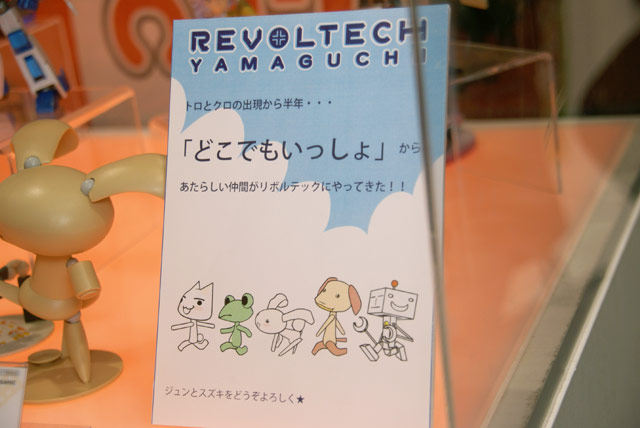 REVOLTECH
YAMAGUCHI
トロとクロの出現から半年・・・
「どこでもいっしょ」から
あたらしい仲間がリボルテックにやってきた！！
ジュンとスズキをどうぞよろしく★